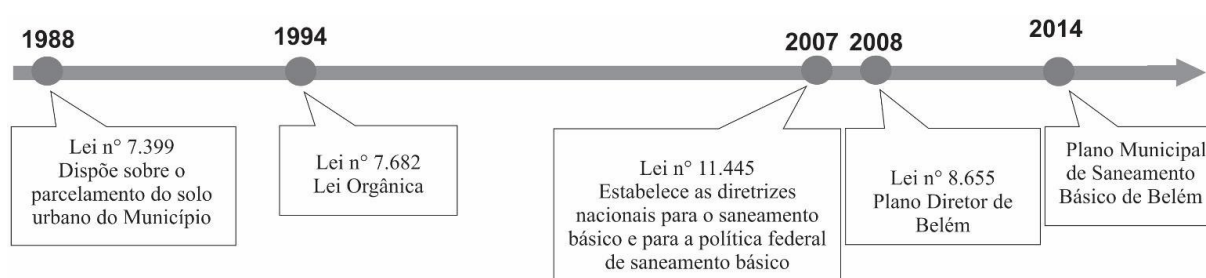 1988
1994
2007
2008
2014
Lei n° 7.399
Dispõe sobre o
parcelamento do solo
urbano do Município
Lei n° 7.682
Lei Orgânica
Lei n° 11.445
Estabelece as diretrizes
nacionais para o saneamento
básico e para a política federal
de saneamento básico
Lei n° 8.655
Plano Diretor de
Belém
Plano Municipal
de Saneamento
Básico de Belém